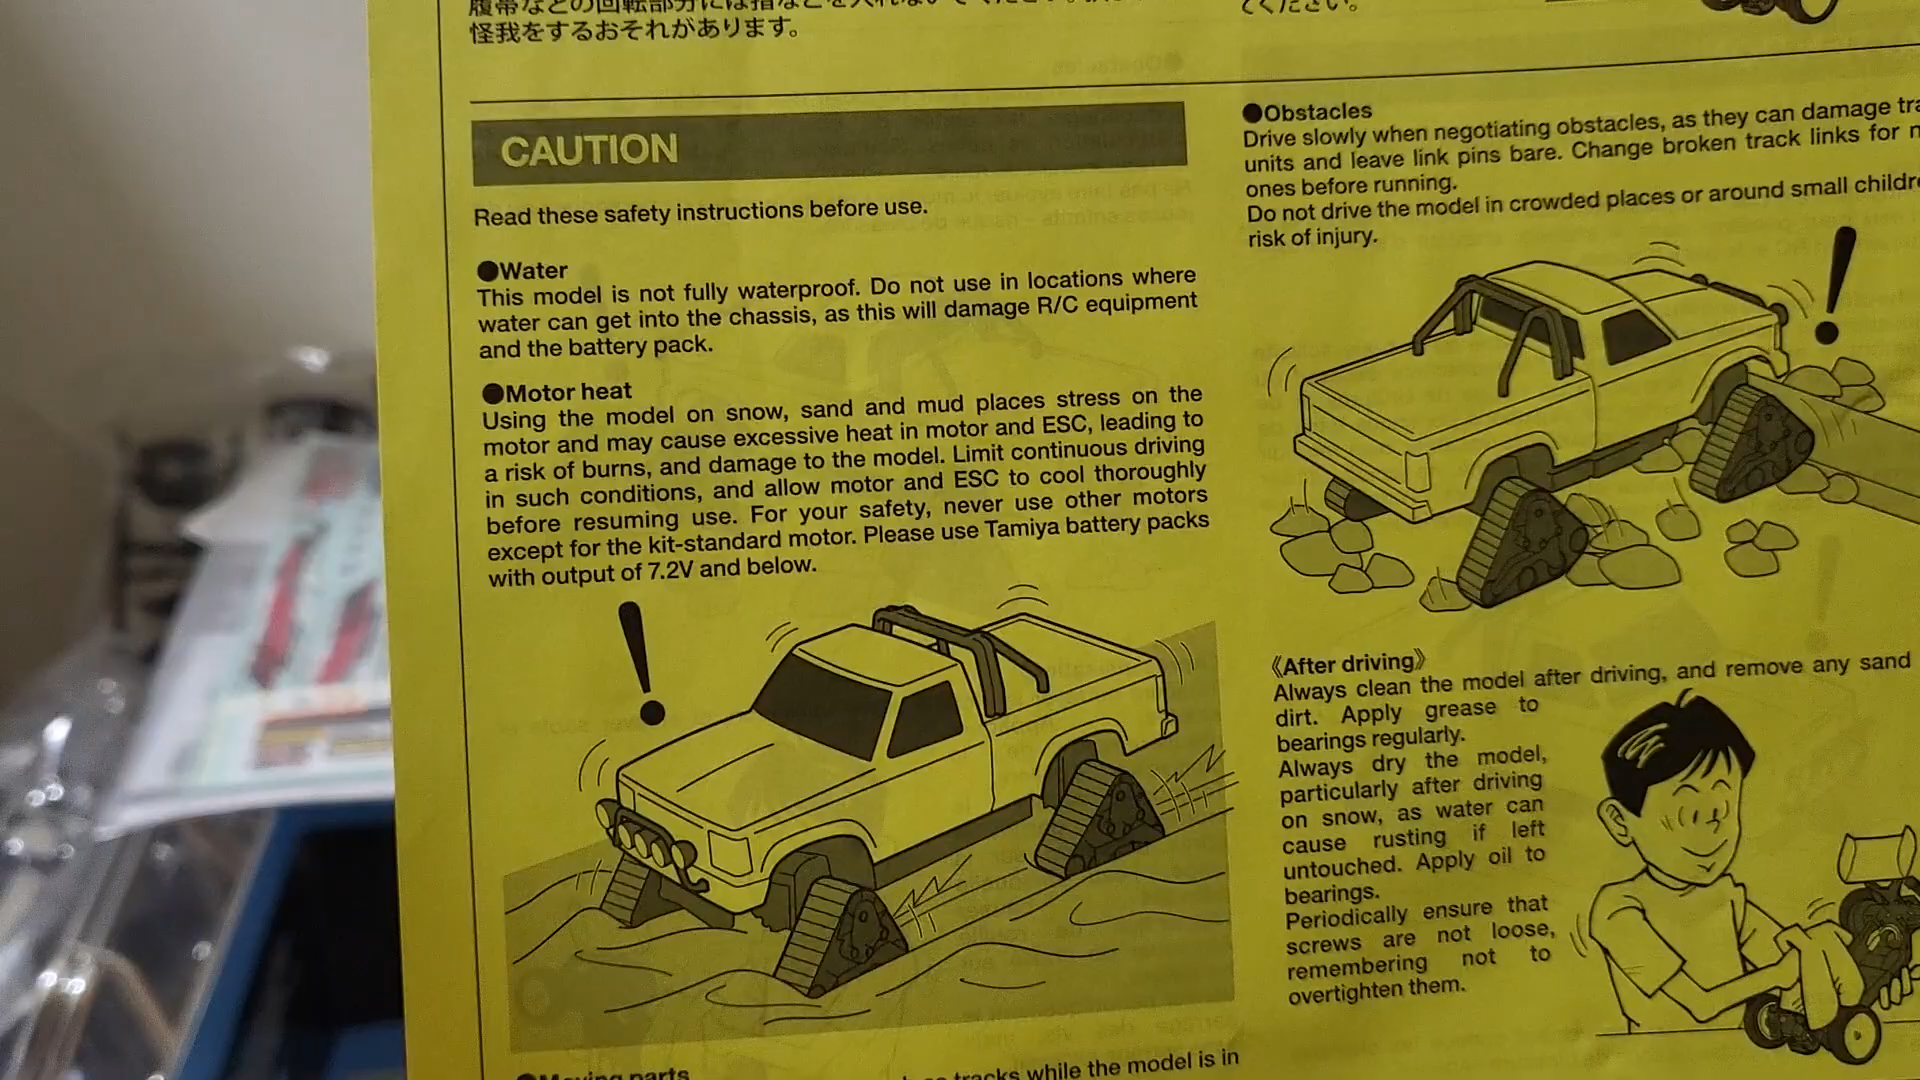 怪我をするおそれがあります。
てください。
CAUTION
Read these safety instructions before use.
●Water
This model is not fully waterproof. Do not use in locations where
water can get into the chassis, as this will damage R/C equipment
and the battery pack.
●Motor heat
Using the model on snow, sand and mud places stress on the
motor and may cause excessive heat in motor and ESC, leading to
a risk of burns, and damage to the model. Limit continuous driving
in such conditions, and allow motor and ESC to cool thoroughly
before resuming use. For your safety, never use other motors
except for the kit-standard motor. Please use Tamiya battery packs
with output of 7.2V and below.
●Moving parts
tracks while the model is in
●Obstacles
Drive slowly when negotiating obstacles, as they can damage
units and leave link pins bare. Change broken track links for
ones before running.
Do not drive the model in crowded places or around small
risk of injury.
《After driving》
Always clean the model after driving, and remove any sand
dirt. Apply grease to
bearings regularly.
Always dry the model,
particularly after driving
on snow, as water can
cause rusting if left
untouched. Apply oil to
bearings.
Periodically ensure that
screws are not loose,
remembering not to
overtighten them.